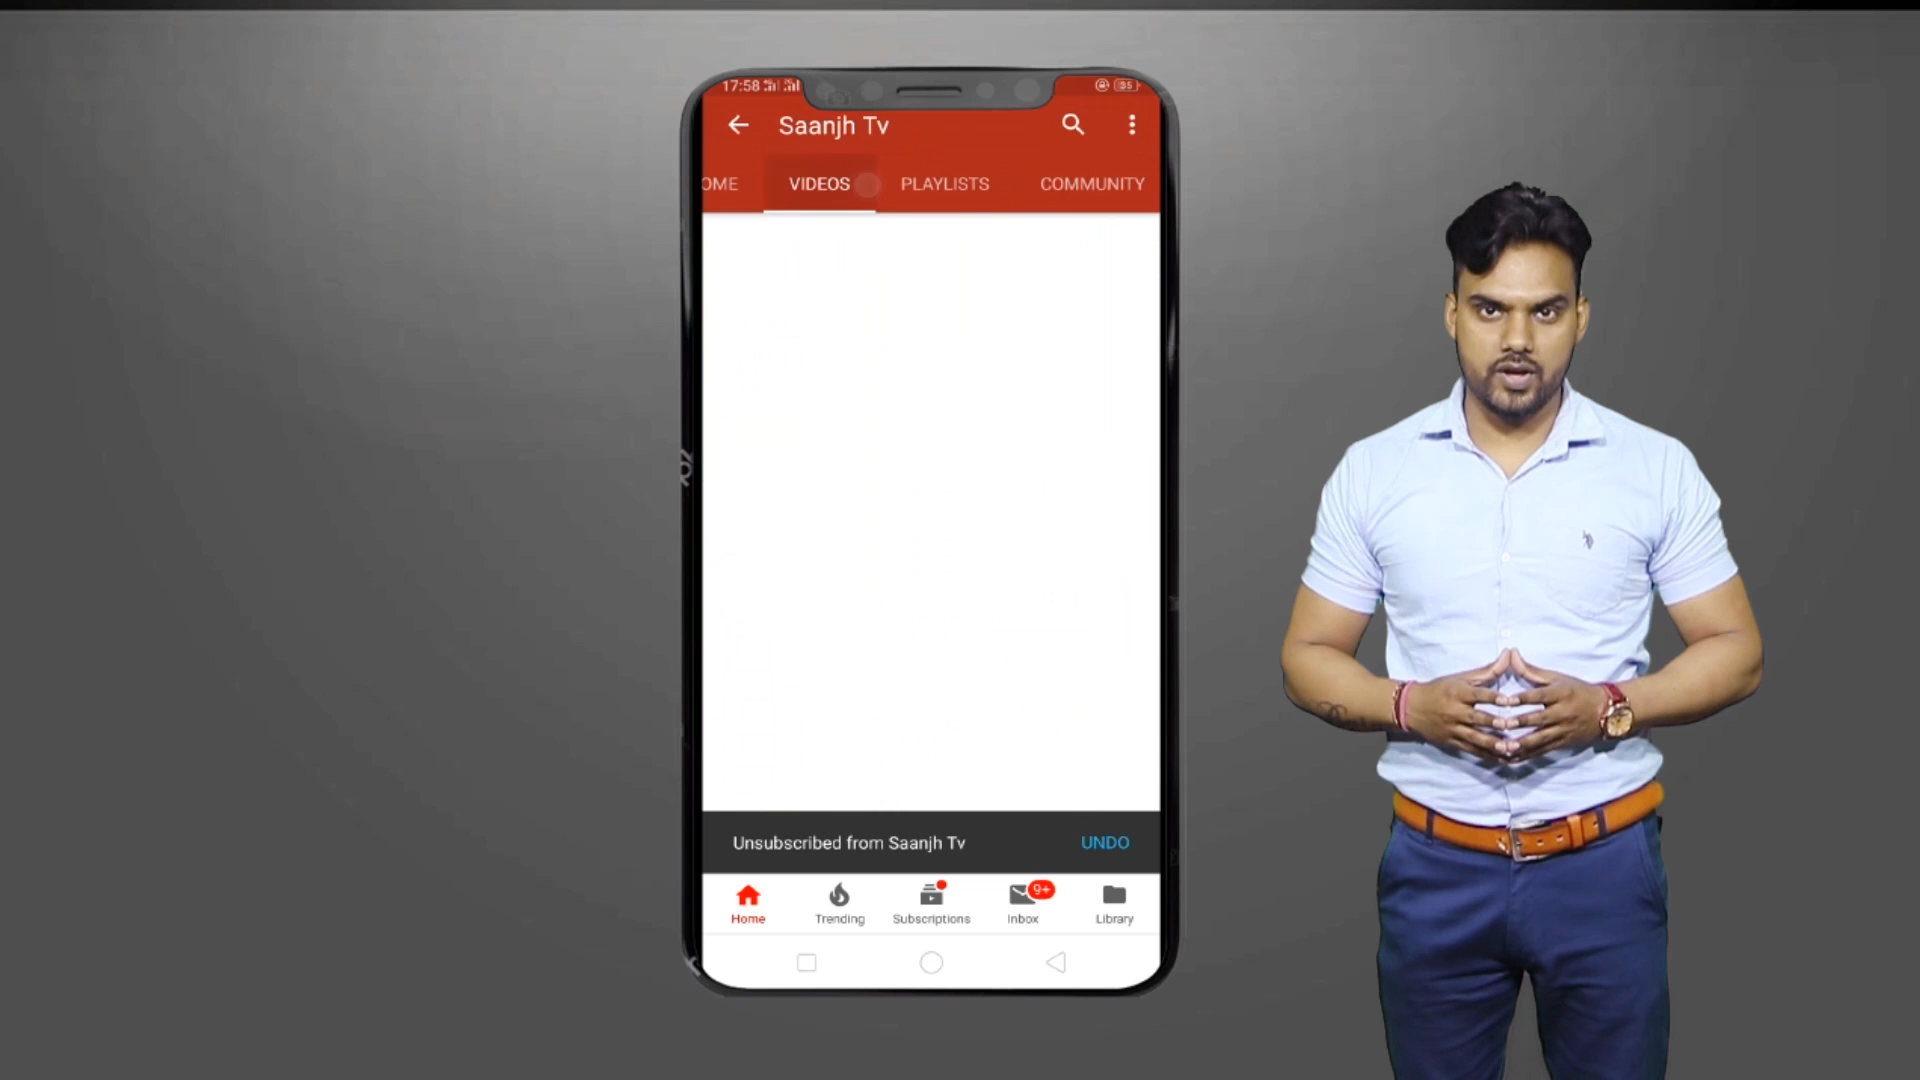 17:58
Saanjh Tv
OME VIDEOS PLAYLISTS COMMUNITY
Unsubscribed from Saanjh Tv UNDO
9+
Home Trending Subscriptions Inbox Library